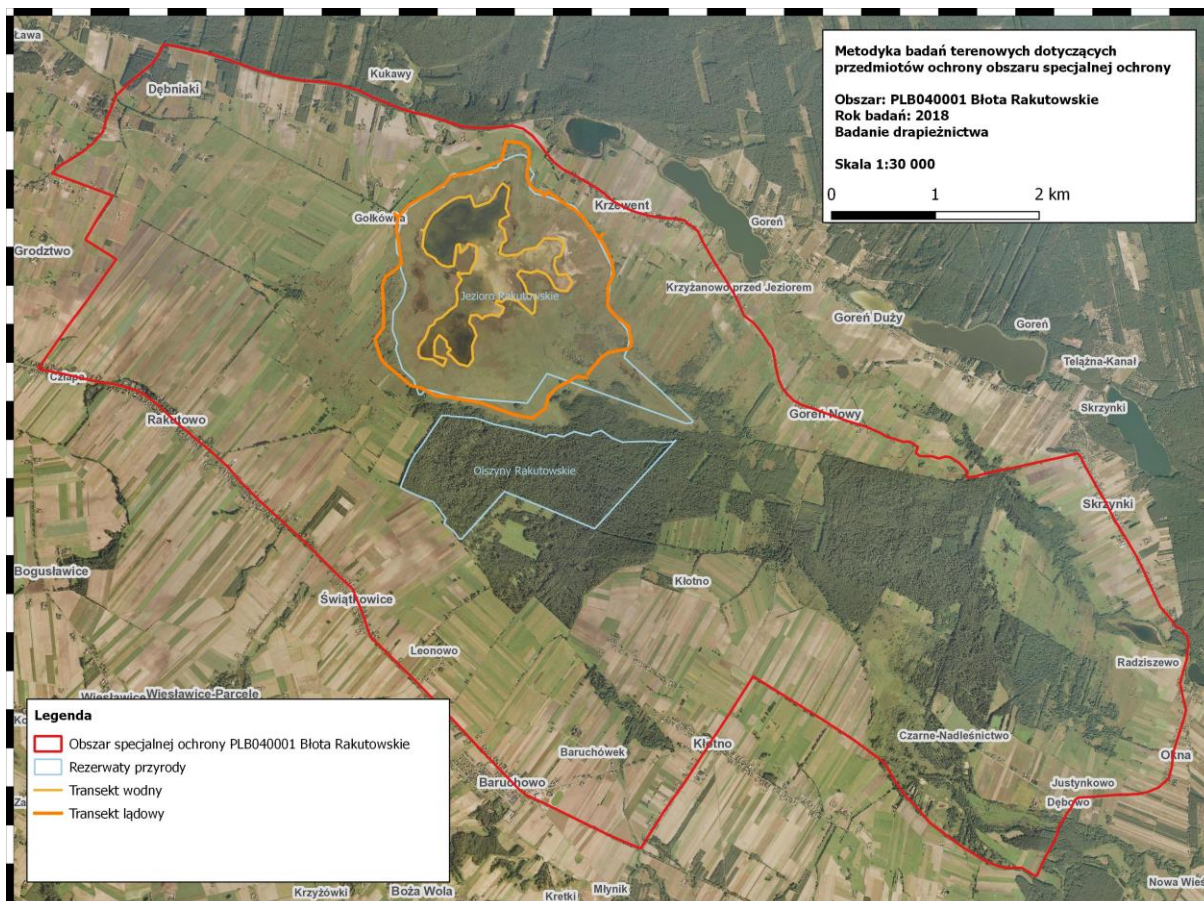 Metodyka badań terenowych dotyczących
przedmiotów ochrony obszaru specjalnej ochrony
Obszar: PLB040001 Błota Rakutowskie
Rok badań: 2018
Badanie drapieżnictwa
Skala 1:30 000
0 1 2 km
Ława
Dębniaki
Kukawy
Gołkówka
Krzewent
Goreń
Grodztwo
Jezioro Rakutowskie
Krzyżanowo przed Jeziorem
Goreń Duży
Goreń
Telążna-Kanał
Człapa
Skrzynki
Rakutowo
Goreń Nowy
Olszyny Rakutowskie
Skrzynki
Bogusławice
Kłotno
Świątkowice
Leonowo
Radziszewo
Wiesławice
Wiesławice-Parcele
Czarne-Nadleśnictwo
Kłotno
Baruchówek
Okna
Baruchowo
Justynkowo
Dębowo
Krzyżówki
Boża Wola
Kretki
Młynik
Nowa Wieś
Legenda
Obszar specjalnej ochrony PLB040001 Błota Rakutowskie
Rezerwaty przyrody
Transekt wodny
Transekt lądowy